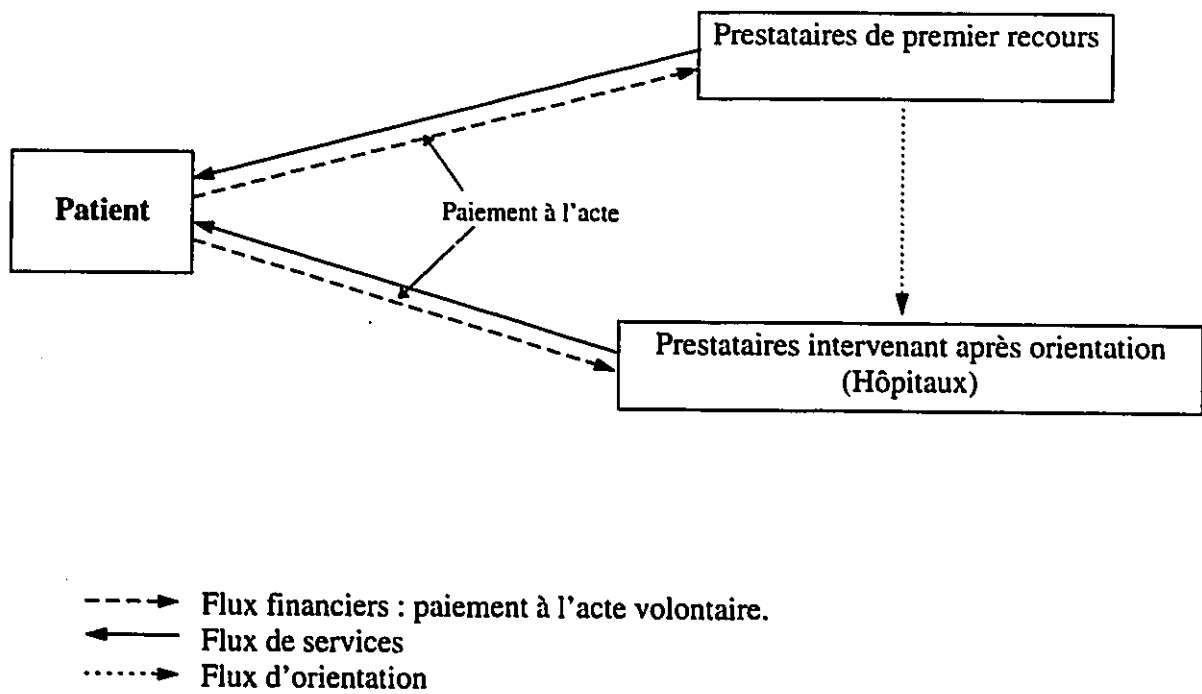 Prestataires de premier recours
Patient
Paiement à l'acte
Prestataires intervenant après orientation
(Hôpitaux)
Flux financiers : paiement à l'acte volontaire.
Flux de services
Flux d'orientation